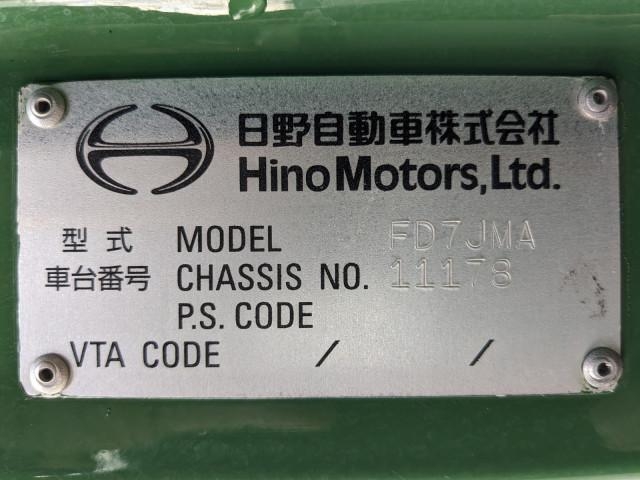 日野自動車株式会社
Hino Motors, Ltd.
型式 MODEL FD7JMA
車台番号 CHASSIS NO. 11178
P.S. CODE
VTA CODE / /